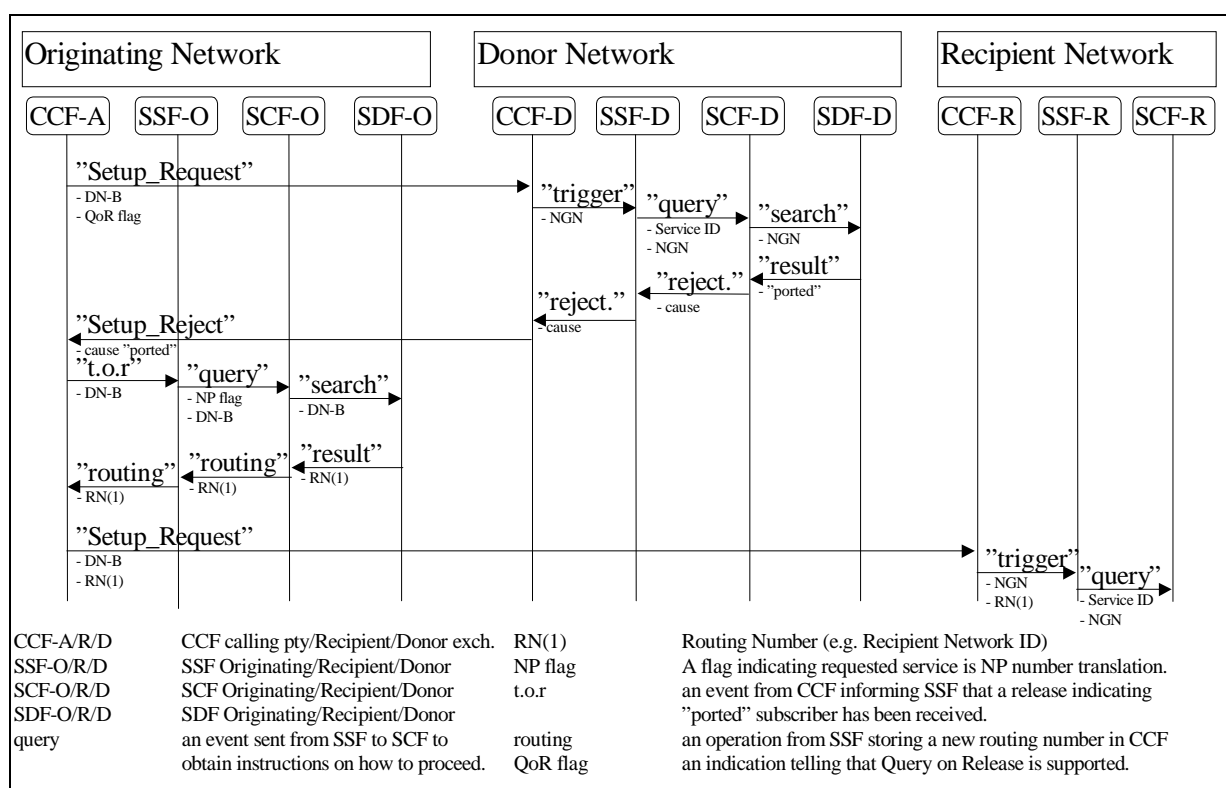 Originating Network Donor Network Recipient Network
CCF-A SSF-O SCF-O SDF-O CCF-D SSF-D SCF-D SDF-D CCF-R SSF-R SCF-R
”Setup_Request”
- DN-B
- QoR flag
”trigger”
- NGN
”query”
- Service ID
- NGN
”search”
- NGN
”result”
- ”ported”
”reject.”
- cause
”reject.”
- cause
”Setup_Reject”
- cause ”ported”
”t.o.r”
- DN-B
”query”
- NP flag
- DN-B
”search”
- DN-B
”result”
- RN(1)
”routing”
- RN(1)
”routing”
- RN(1)
”Setup_Request”
- DN-B
- RN(1)
”trigger”
- NGN
- RN(1)
”query”
- Service ID
- NGN
CCF-A/R/D CCF calling pty/Recipient/Donor exch. RN(1) Routing Number (e.g. Recipient Network ID)
SSF-O/R/D SSF Originating/Recipient/Donor NP flag A flag indicating requested service is NP number translation.
SCF-O/R/D SCF Originating/Recipient/Donor t.o.r an event from CCF informing SSF that a release indicating
SDF-O/R/D SDF Originating/Recipient/Donor ”ported” subscriber has been received.
query an event sent from SSF to SCF to routing an operation from SSF storing a new routing number in CCF
obtain instructions on how to proceed. QoR flag an indication telling that Query on Release is supported.